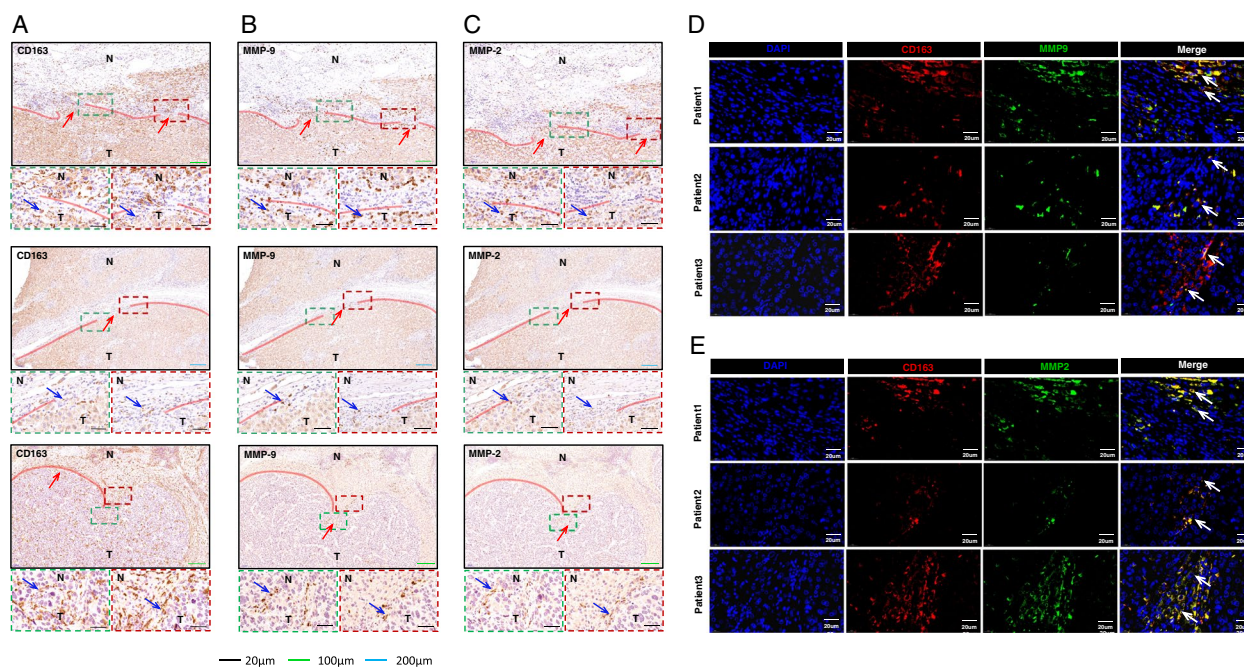 A B C D E
CD163 MMP-9 MMP-2
N N N
T T T
N N N N N N
T T T T T T
CD163 MMP-9 MMP-2
N N N
T T T
N N N N N N
T T T T T T
CD163 MMP-9 MMP-2
N N N
T T T
N N N N N N
T T T T T T
20μm 100μm 200μm
DAPI CD163 MMP9 Merge
Patient1
20um 20um 20um 20um
Patient2
20um 20um 20um 20um
Patient3
20um 20um 20um 20um
DAPI CD163 MMP2 Merge
Patient1
20um 20um 20um 20um
Patient2
20um 20um 20um 20um
Patient3
20um 20um 20um 20um